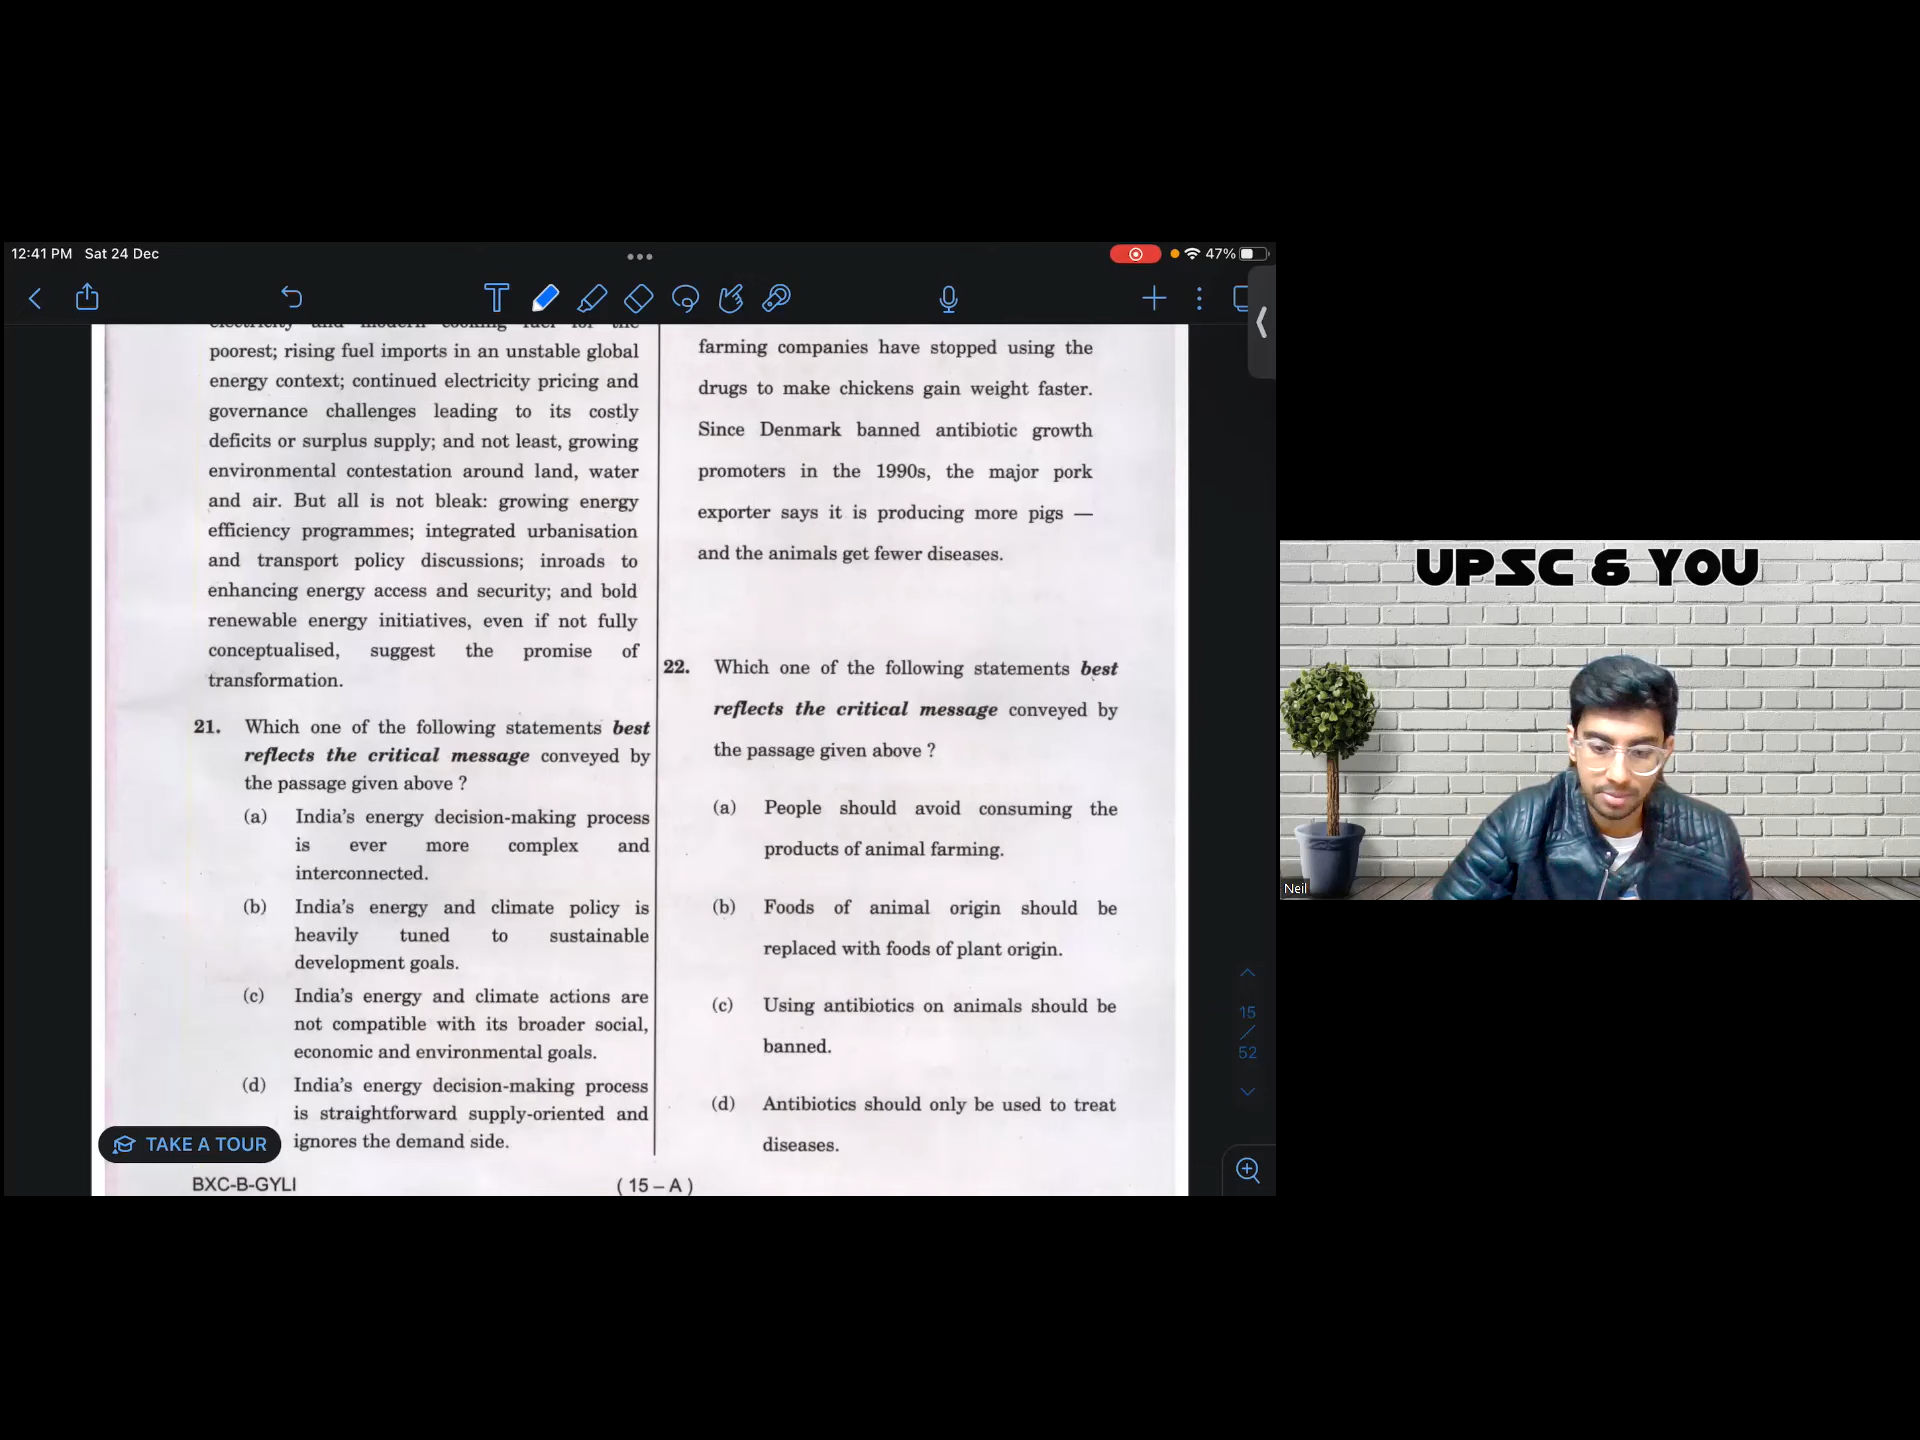 12:41 PM Sat 24 Dec
47%
electricity and modern cooking fuel for the
poorest; rising fuel imports in an unstable global
energy context; continued electricity pricing and
governance challenges leading to its costly
deficits or surplus supply; and not least, growing
environmental contestation around land, water
and air. But all is not bleak: growing energy
efficiency programmes; integrated urbanisation
and transport policy discussions; inroads to
enhancing energy access and security; and bold
renewable energy initiatives, even if not fully
conceptualised, suggest the promise of
transformation.
21. Which one of the following statements best
reflects the critical message conveyed by
the passage given above ?
(a) India's energy decision-making process
is ever more complex and
interconnected.
(b) India's energy and climate policy is
heavily tuned to sustainable
development goals.
(c) India's energy and climate actions are
not compatible with its broader social,
economic and environmental goals.
(d) India's energy decision-making process
is straightforward supply-oriented and
ignores the demand side.
farming companies have stopped using the
drugs to make chickens gain weight faster.
Since Denmark banned antibiotic growth
promoters in the 1990s, the major pork
exporter says it is producing more pigs —
and the animals get fewer diseases.
22. Which one of the following statements best
reflects the critical message conveyed by
the passage given above ?
(a) People should avoid consuming the
products of animal farming.
(b) Foods of animal origin should be
replaced with foods of plant origin.
(c) Using antibiotics on animals should be
banned.
(d) Antibiotics should only be used to treat
diseases.
TAKE A TOUR
BXC-B-GYLI
( 15 – A )
15
/
52
UPSC & YOU
Neil